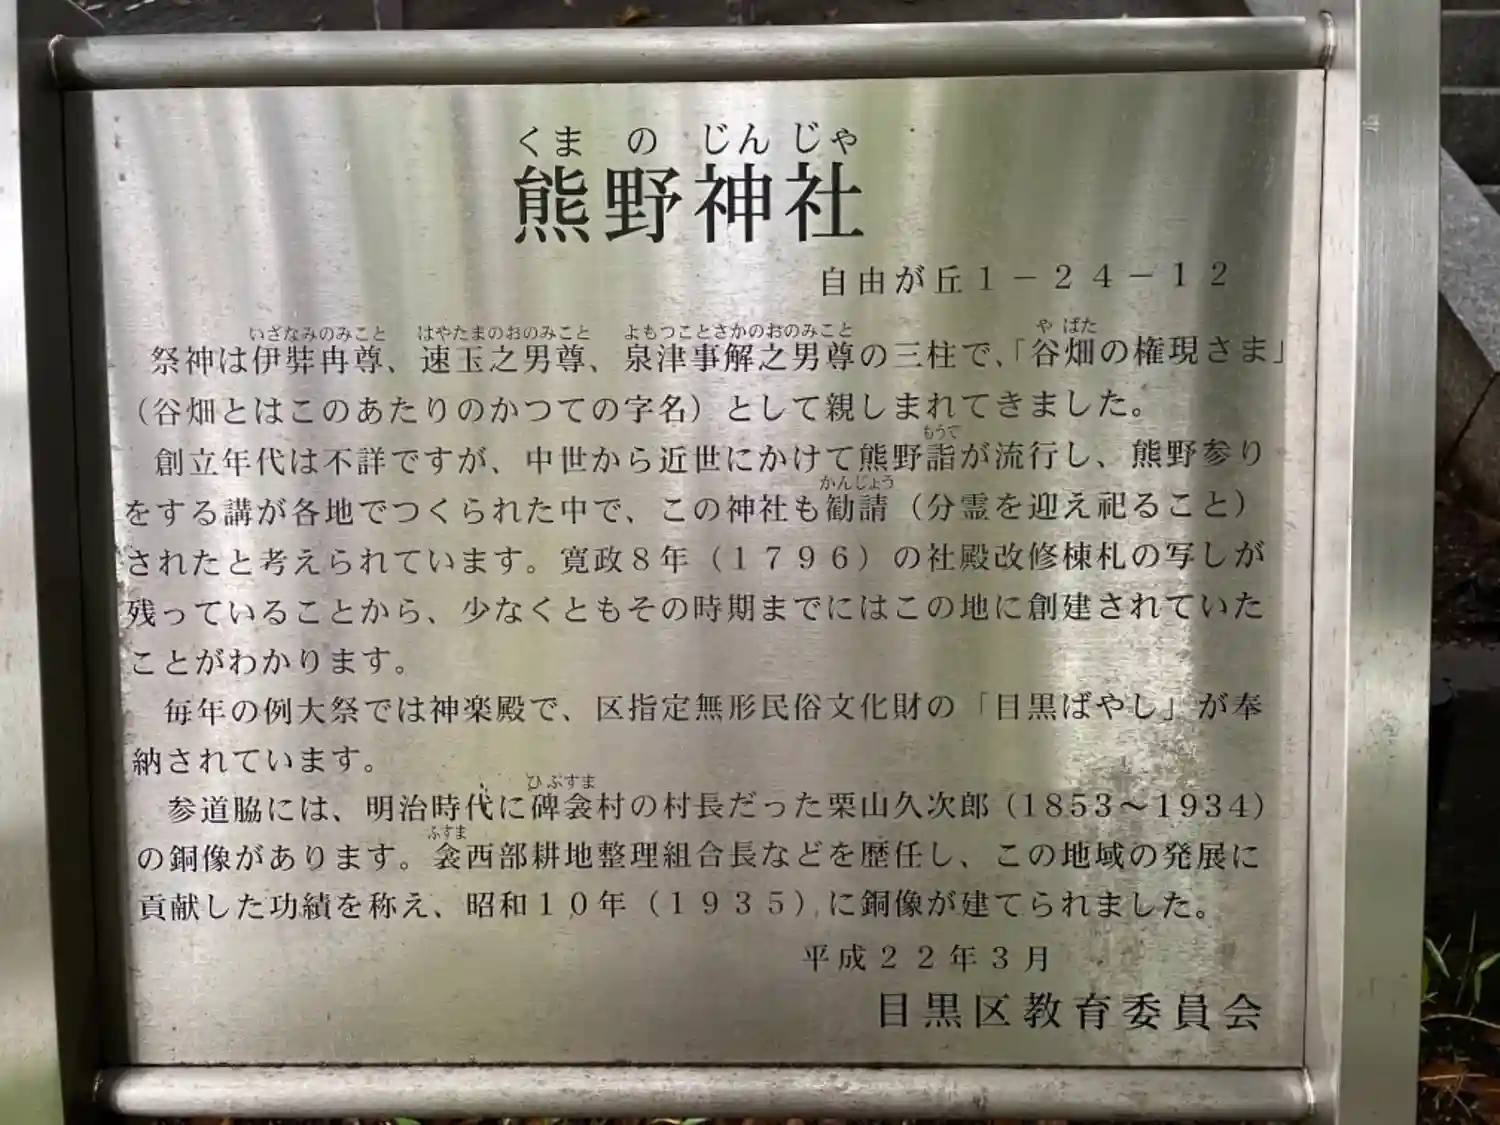 くまのじんじゃ
熊野神社
自由が丘１－２４－１２
いざなみのみこと はやたまのおのみこと よもつことさかのおのみこと やばた
祭神は伊弉冉尊、速玉之男尊、泉津事解之男尊の三柱で、「谷畑の権現さま」
（谷畑とはこのあたりのかつての字名）として親しまれてきました。
もうで
創立年代は不詳ですが、中世から近世にかけて熊野詣が流行し、熊野参り
かんじょう
をする講が各地でつくられた中で、この神社も勧請（分霊を迎え祀ること）
されたと考えられています。寛政８年（１７９６）の社殿改修棟札の写しが
残っていることから、少なくともその時期までにはこの地に創建されていた
ことがわかります。
毎年の例大祭では神楽殿で、区指定無形民俗文化財の「目黒ばやし」が奉
納されています。
ひぶすま
参道脇には、明治時代に碑衾村の村長だった栗山久次郎（1853～1934）
ふすま
の銅像があります。衾西部耕地整理組合長などを歴任し、この地域の発展に
貢献した功績を称え、昭和１０年（１９３５）に銅像が建てられました。
平成２２年３月
目黒区教育委員会